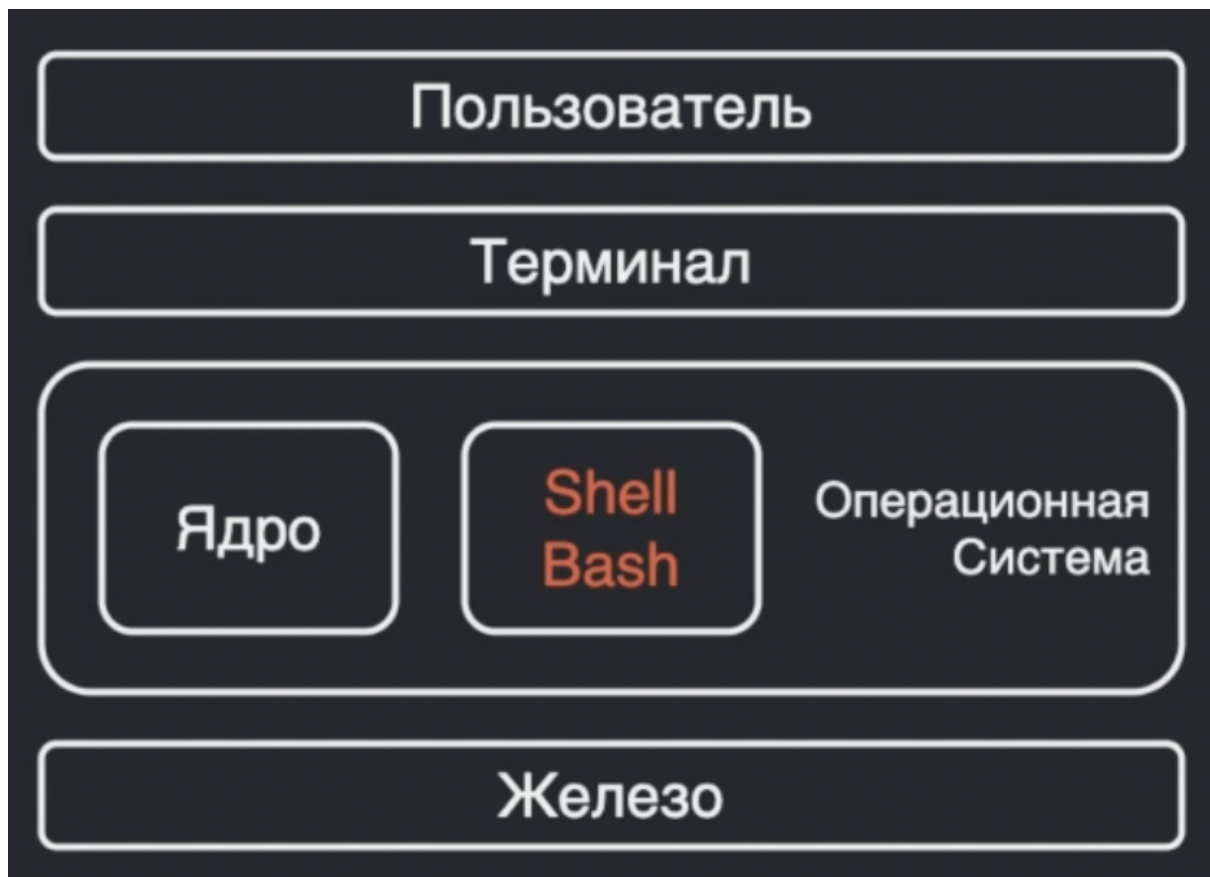 Пользователь
Терминал
Ядро
Shell
Bash
Операционная
Система
Железо